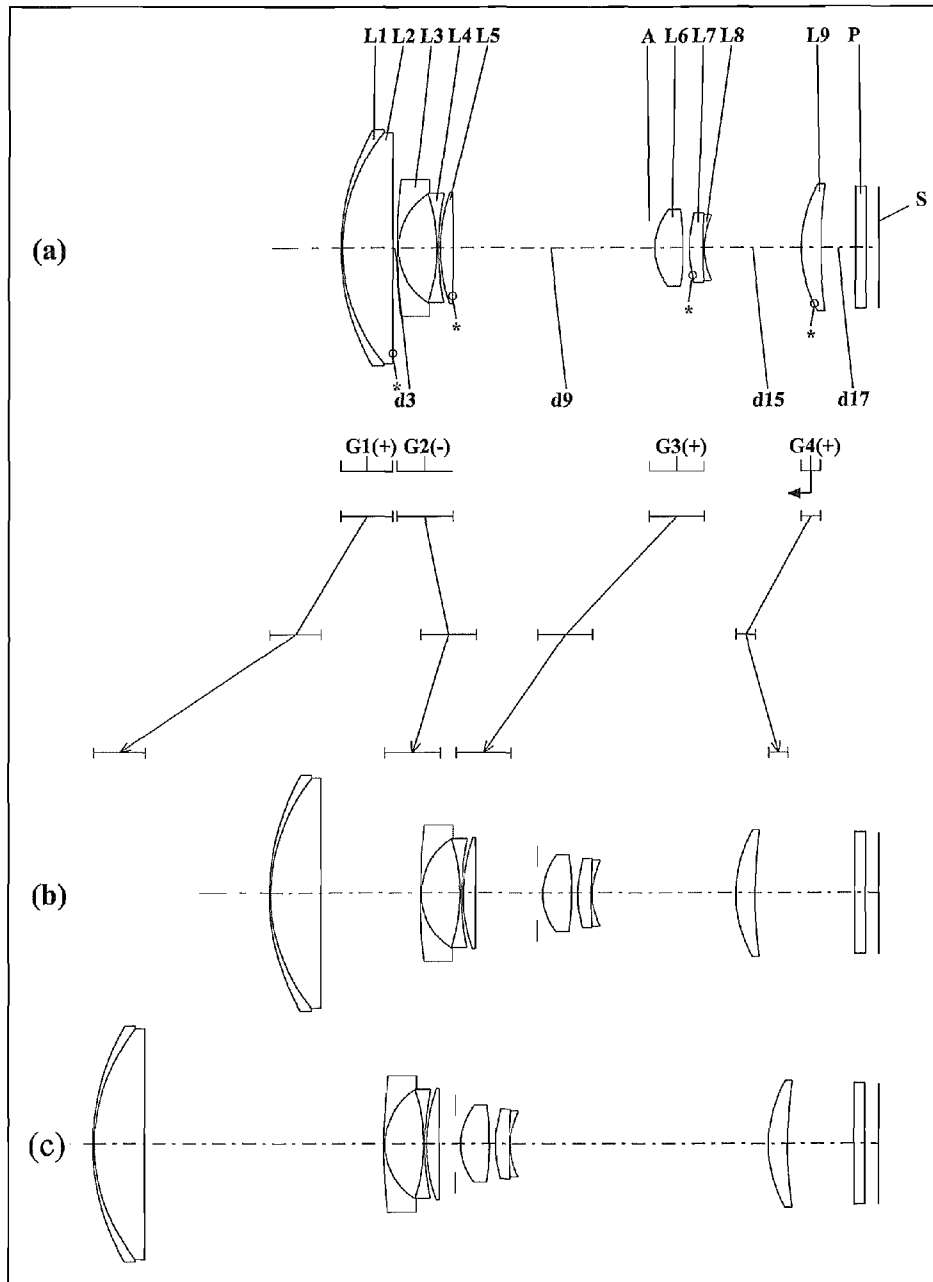 L1 L2 L3 L4 L5 A L6 L7 L8 L9 P
S
(a)
* * * *
d3 d9 d15 d17
G1(+) G2(-) G3(+) G4(+)
(b)
(c)